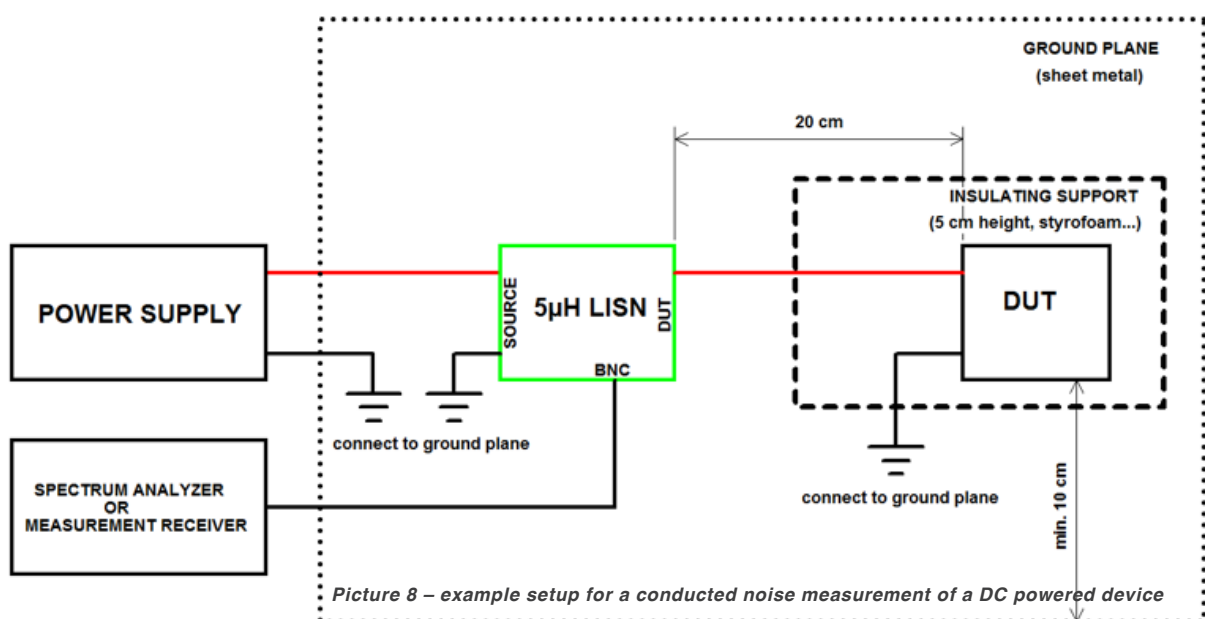 GROUND PLANE
(sheet metal)
20 cm
INSULATING SUPPORT
(5 cm height, styrofoam...)
POWER SUPPLY
SOURCE
5µH LISN
DUT
BNC
DUT
connect to ground plane
connect to ground plane
min. 10 cm
SPECTRUM ANALYZER
OR
MEASUREMENT RECEIVER
Picture 8 – example setup for a conducted noise measurement of a DC powered device